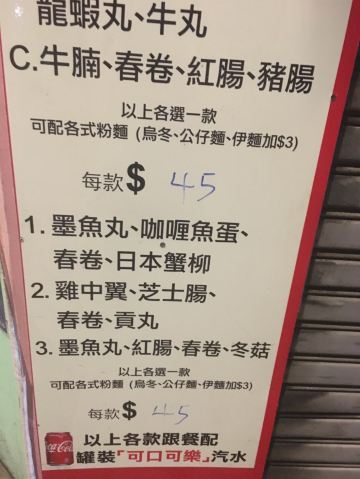 龍蝦丸、牛丸
C.牛腩、春卷、紅腸、豬腸
以上各選一款
可配各式粉麵 (烏冬、公仔麵、伊麵加$3)
每款$ 45
1. 墨魚丸、咖喱魚蛋、
春卷、日本蟹柳
2. 雞中翼、芝士腸、
春卷、貢丸
3. 墨魚丸、紅腸、春卷、冬菇
以上各選一款
可配各式粉麵 (烏冬、公仔麵、伊麵加$3)
每款$ 45
以上各款跟餐配
罐裝「可口可樂」汽水
Coca-Cola